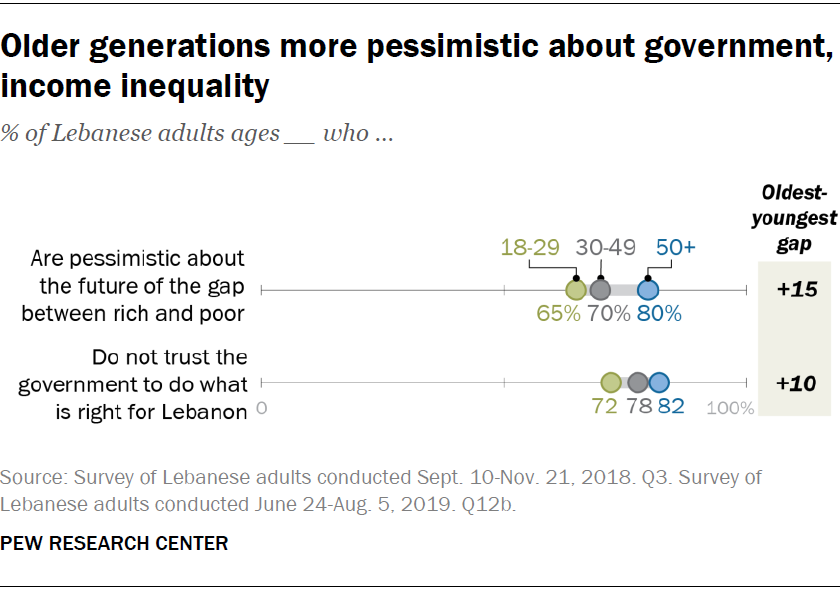 Older generations more pessimistic about government,
income inequality
% of Lebanese adults ages __ who ...
Oldest-
youngest
gap
18-29 30-49 50+
Are pessimistic about
the future of the gap
between rich and poor
65% 70% 80%
+15
Do not trust the
government to do what
is right for Lebanon
0
72 78 82
100%
+10
Source: Survey of Lebanese adults conducted Sept. 10-Nov. 21, 2018. Q3. Survey of
Lebanese adults conducted June 24-Aug. 5, 2019. Q12b.
PEW RESEARCH CENTER